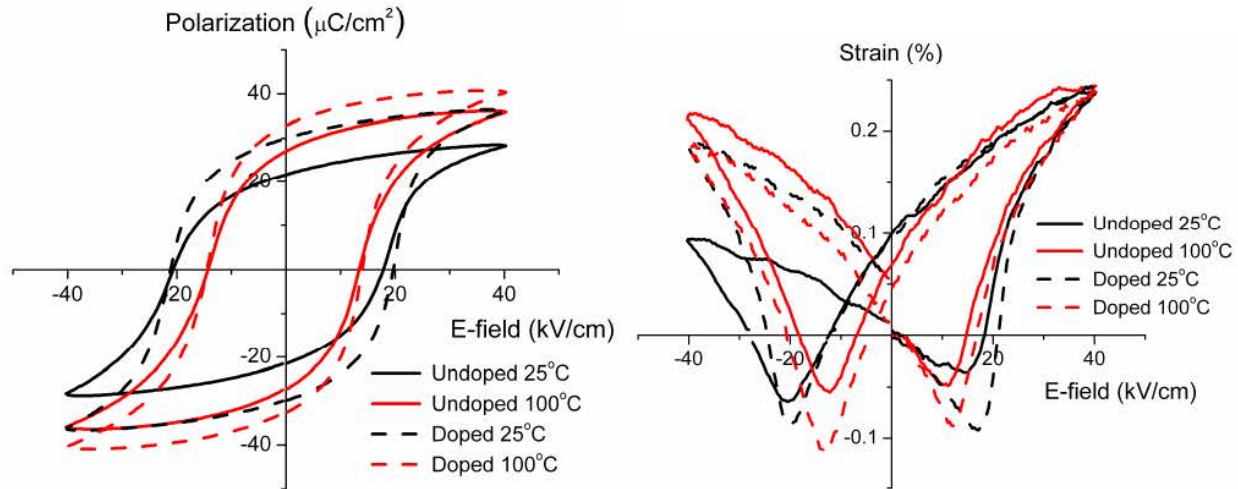 Polarization (μC/cm²)
40
20
-40
-20
20
40
E-field (kV/cm)
-20
-40
Undoped 25°C
Undoped 100°C
Doped 25°C
Doped 100°C
Strain (%)
0.2
0.1
Undoped 25°C
Undoped 100°C
Doped 25°C
Doped 100°C
-40
-20
0
20
40
E-field (kV/cm)
-0.1